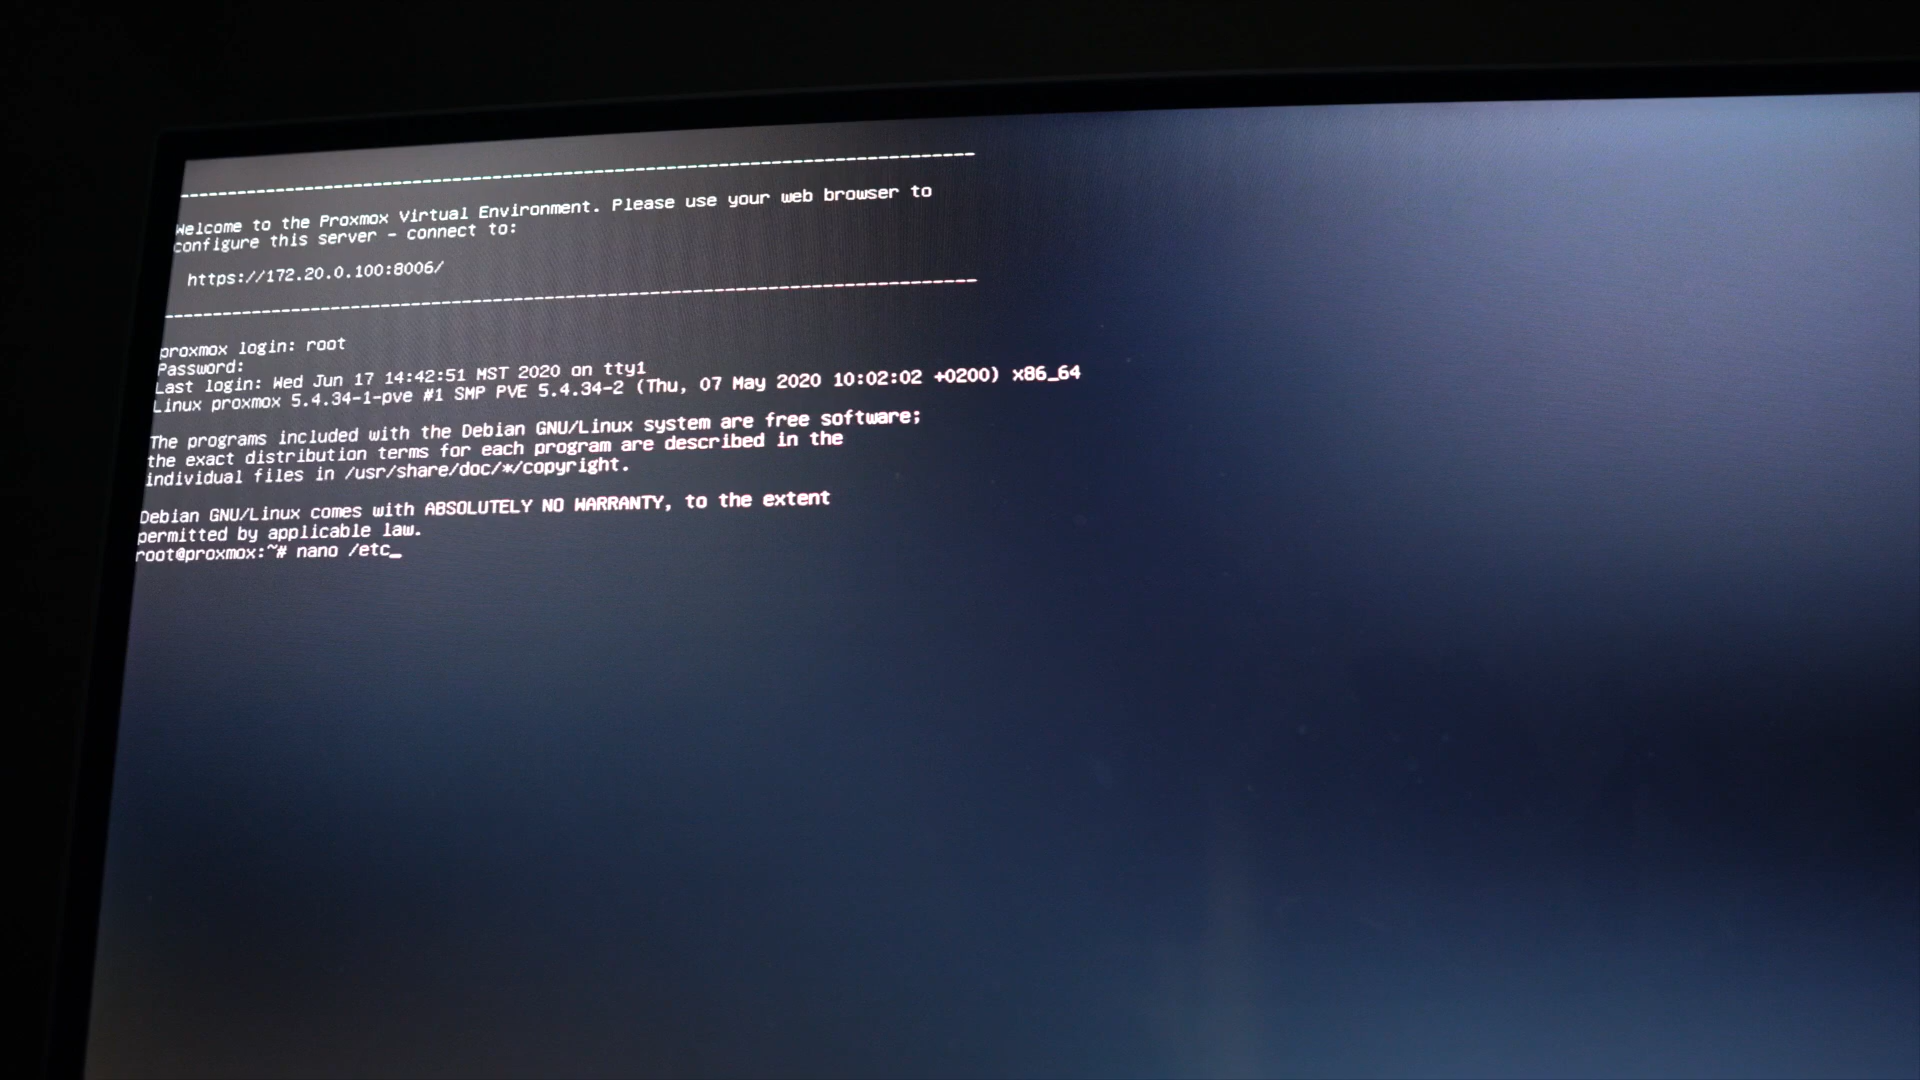 --------------------------------------------------------------------------------
Welcome to the Proxmox Virtual Environment. Please use your web browser to
configure this server - connect to:
https://172.20.0.100:8006/
--------------------------------------------------------------------------------
proxmox login: root
Password:
Last login: Wed Jun 17 14:42:51 MST 2020 on tty1
Linux proxmox 5.4.34-1-pve #1 SMP PVE 5.4.34-2 (Thu, 07 May 2020 10:02:02 +0200) x86_64
The programs included with the Debian GNU/Linux system are free software;
the exact distribution terms for each program are described in the
individual files in /usr/share/doc/*/copyright.
Debian GNU/Linux comes with ABSOLUTELY NO WARRANTY, to the extent
permitted by applicable law.
root@proxmox:~# nano /etc_